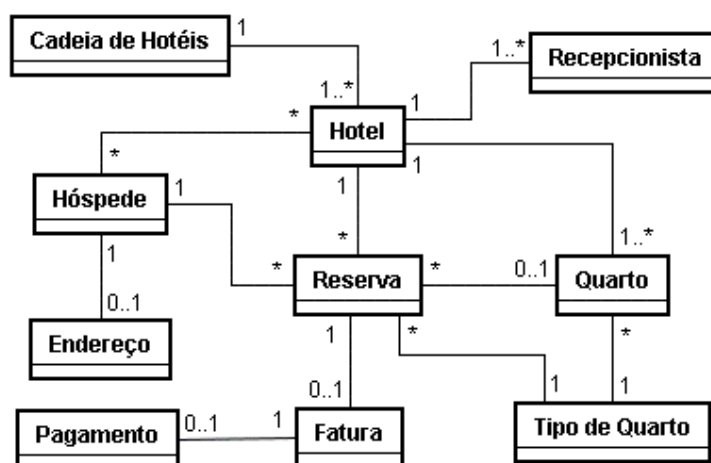 Cadeia de Hotéis
1
1..*
Recepcionista
1..*
1
Hotel
*
*
1
1
Hóspede
1
1
*
1..*
*
Reserva
*
0..1
Quarto
0..1
1
*
*
Endereço
0..1
1
1
Pagamento
0..1
1
Fatura
Tipo de Quarto